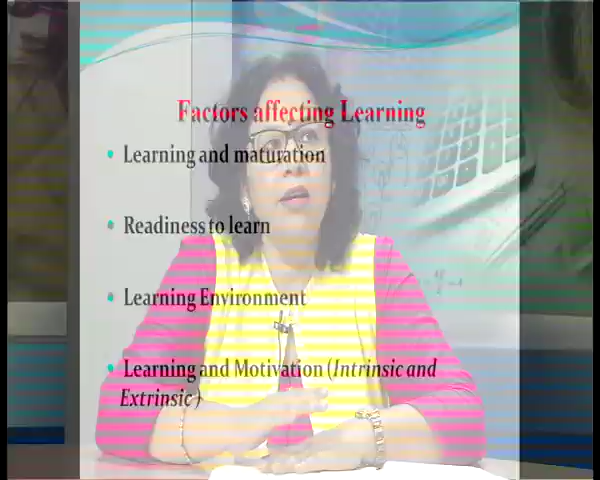 Factors affecting Learning
• Learning and maturation
• Readiness to learn
• Learning Environment
• Learning and Motivation (Intrinsic and
Extrinsic)